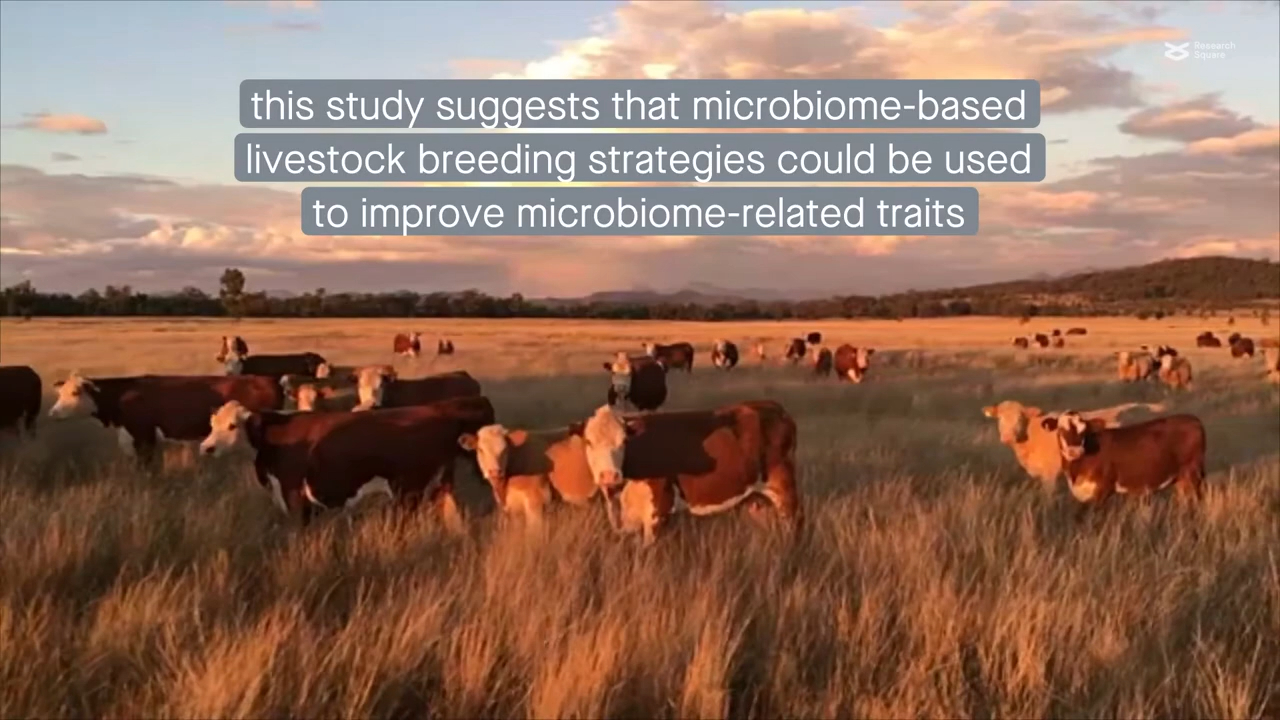 Research
Square
this study suggests that microbiome-based
livestock breeding strategies could be used
to improve microbiome-related traits